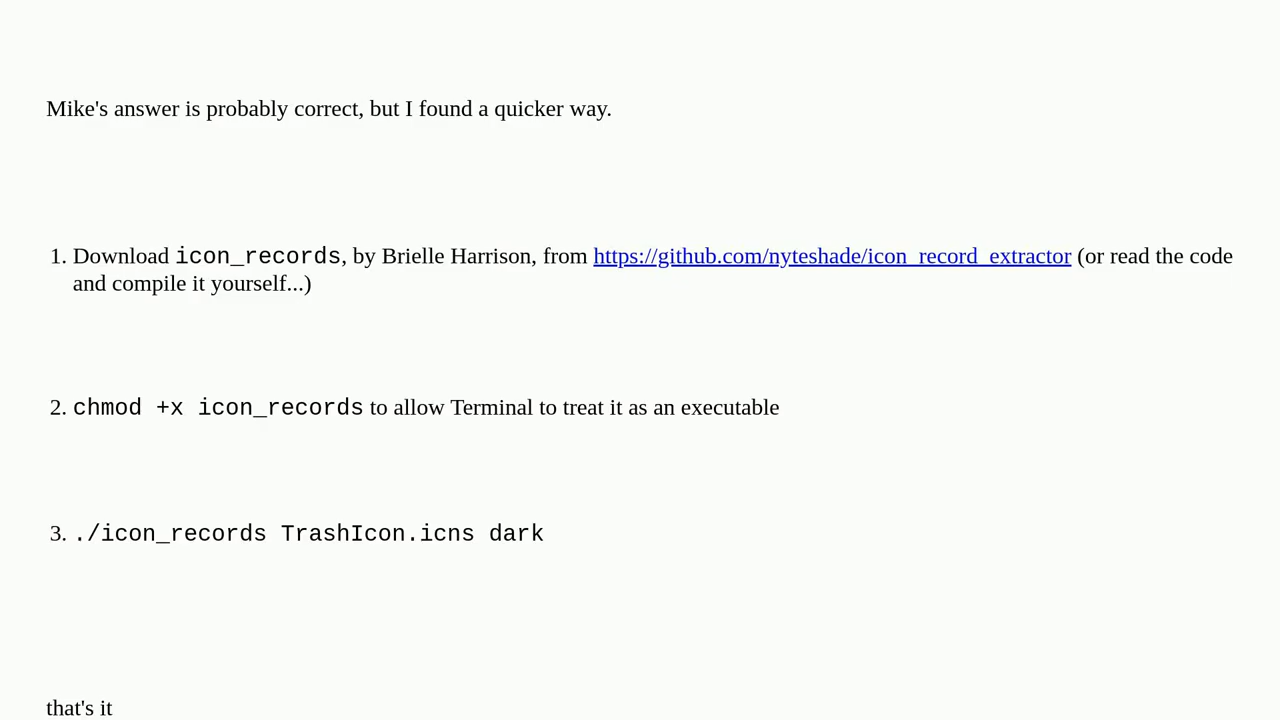 Mike's answer is probably correct, but I found a quicker way.
1. Download icon_records, by Brielle Harrison, from https://github.com/nyteshade/icon_record_extractor (or read the code
and compile it yourself...)
2. chmod +x icon_records to allow Terminal to treat it as an executable
3. ./icon_records TrashIcon.icns dark
that's it